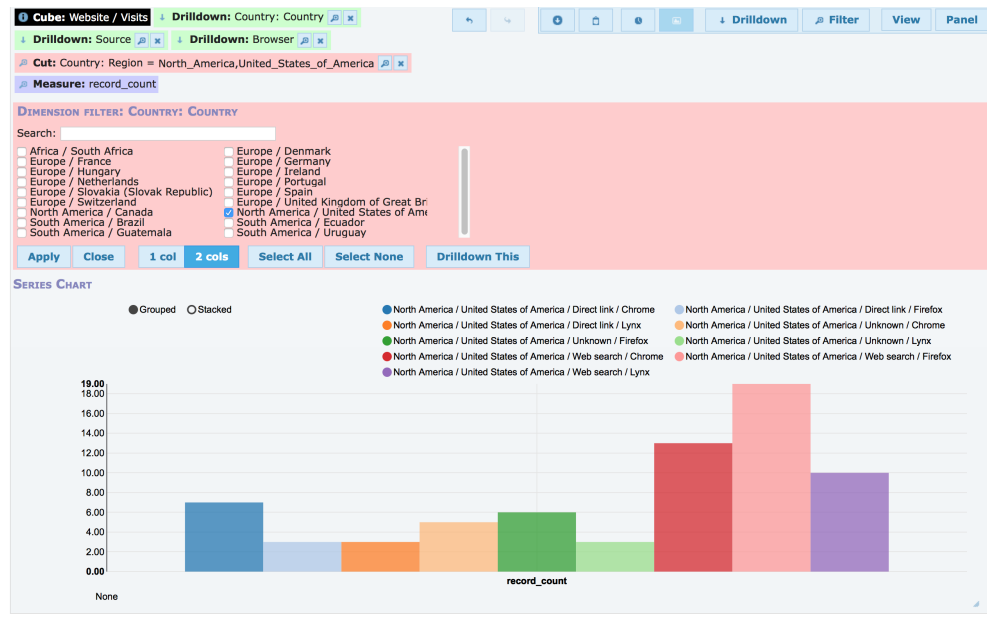 Cube: Website / Visits Drilldown: Country: Country
Drilldown Filter View Panel
Drilldown: Source Drilldown: Browser
Cut: Country: Region = North_America,United_States_of_America
Measure: record_count
Dimension filter: Country: Country
Search:
Africa / South Africa Europe / Denmark
Europe / France Europe / Germany
Europe / Hungary Europe / Ireland
Europe / Netherlands Europe / Portugal
Europe / Slovakia (Slovak Republic) Europe / Spain
Europe / Switzerland Europe / United Kingdom of Great Bri
North America / Canada North America / United States of Ame
South America / Brazil South America / Ecuador
South America / Guatemala South America / Uruguay
Apply Close 1 col 2 cols Select All Select None Drilldown This
Series Chart
Grouped Stacked
North America / United States of America / Direct link / Chrome North America / United States of America / Direct link / Firefox
North America / United States of America / Direct link / Lynx North America / United States of America / Unknown / Chrome
North America / United States of America / Unknown / Firefox North America / United States of America / Unknown / Lynx
North America / United States of America / Web search / Chrome North America / United States of America / Web search / Firefox
North America / United States of America / Web search / Lynx
19.00
18.00
16.00
14.00
12.00
10.00
8.00
6.00
4.00
2.00
0.00
record_count
None